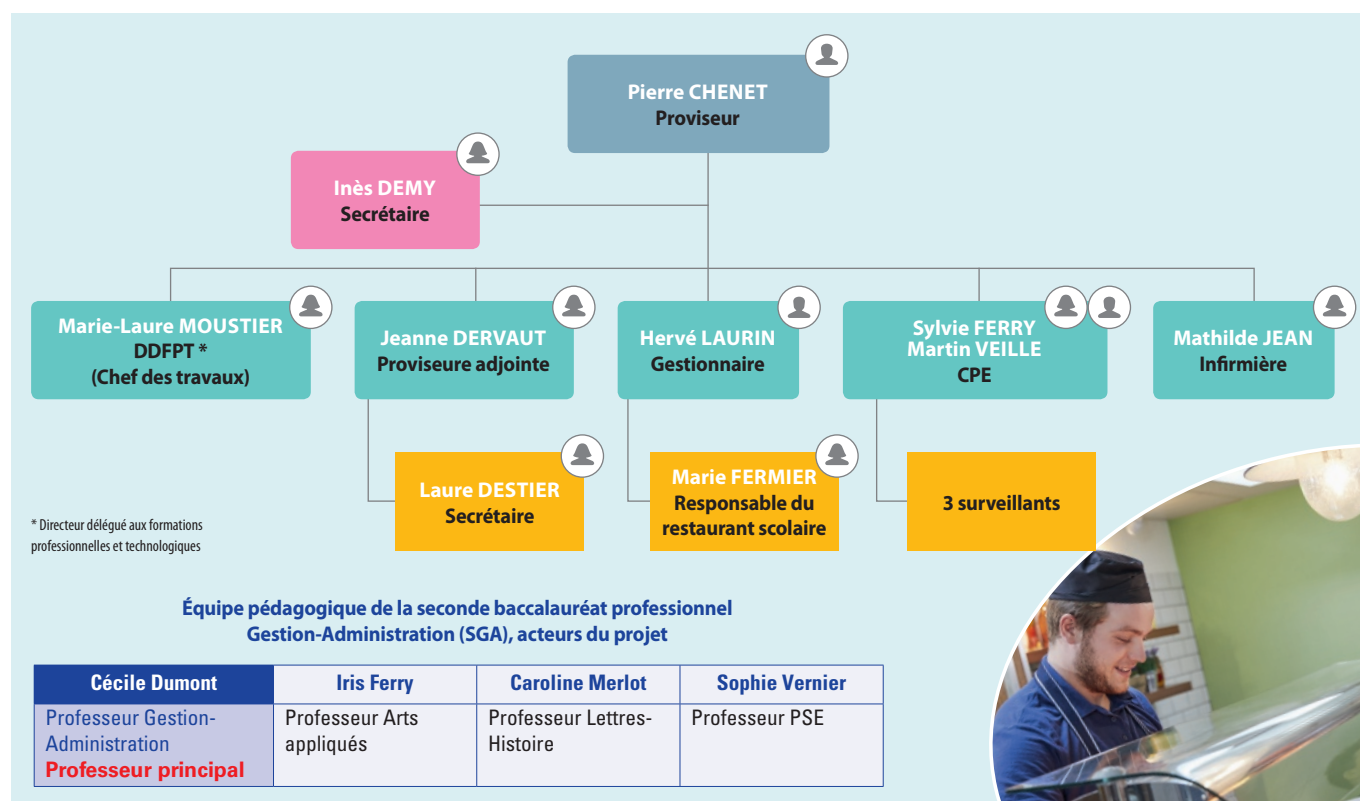 Pierre CHENET
Proviseur
Inès DEMY
Secrétaire
Marie-Laure MOUSTIER
DDFPT *
(Chef des travaux)
Jeanne DERVAUT
Proviseure adjointe
Hervé LAURIN
Gestionnaire
Sylvie FERRY
Martin VEILLE
CPE
Mathilde JEAN
Infirmière
Laure DESTIER
Secrétaire
Marie FERMIER
Responsable du
restaurant scolaire
3 surveillants
* Directeur délégué aux formations
professionnelles et technologiques
Équipe pédagogique de la seconde baccalauréat professionnel
Gestion-Administration (SGA), acteurs du projet
Cécile Dumont
Iris Ferry
Caroline Merlot
Sophie Vernier
Professeur Gestion-
Administration
Professeur principal
Professeur Arts
appliqués
Professeur Lettres-
Histoire
Professeur PSE